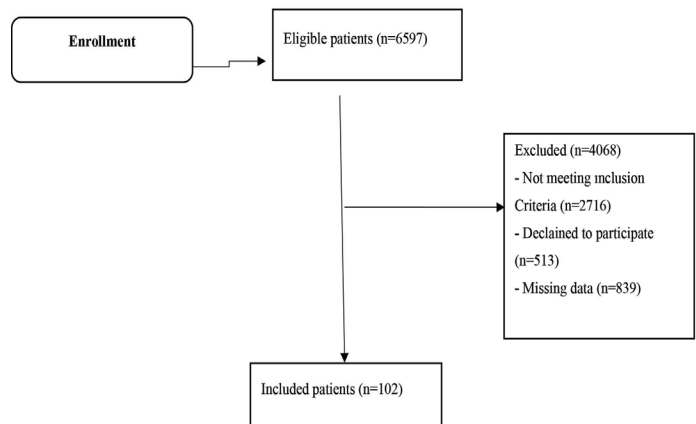 Enrollment
Eligible patients (n=6597)
Excluded (n=4068)
- Not meeting ınclusion
Criteria (n=2716)
- Declained to participate
(n=513)
- Missing data (n=839)
Included patients (n=102)